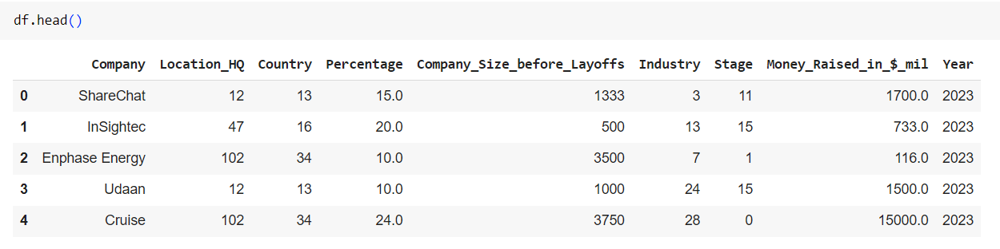 df.head()
Company Location_HQ Country Percentage Company_Size_before_Layoffs Industry Stage Money_Raised_in_$_mil Year
0 ShareChat 12 13 15.0 1333 3 11 1700.0 2023
1 InSightec 47 16 20.0 500 13 15 733.0 2023
2 Enphase Energy 102 34 10.0 3500 7 1 116.0 2023
3 Udaan 12 13 10.0 1000 24 15 1500.0 2023
4 Cruise 102 34 24.0 3750 28 0 15000.0 2023